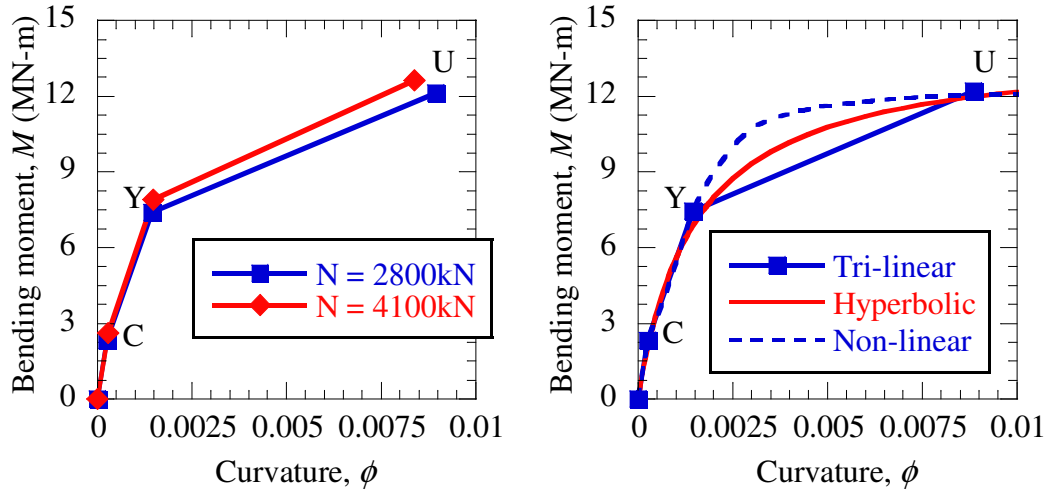 Bending moment, M (MN-m)
15
12
9
6
3
0
U
Y
C
N = 2800kN
N = 4100kN
0
0.0025
0.005
0.0075
0.01
Curvature, ϕ
Bending moment, M (MN-m)
15
12
9
6
3
0
U
Y
C
Tri-linear
Hyperbolic
Non-linear
0
0.0025
0.005
0.0075
0.01
Curvature, ϕ